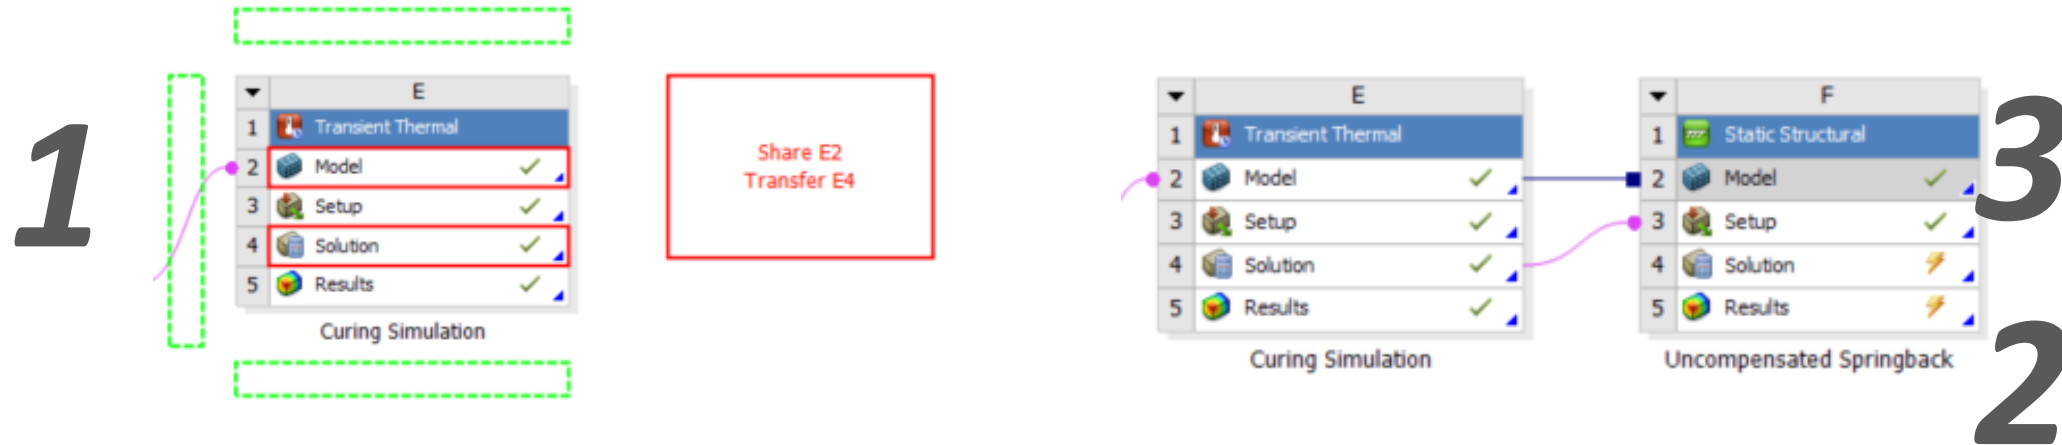 1
E
1 Transient Thermal
2 Model
3 Setup
4 Solution
5 Results
Curing Simulation
Share E2
Transfer E4
E
1 Transient Thermal
2 Model
3 Setup
4 Solution
5 Results
Curing Simulation
F
1 Static Structural
2 Model
3 Setup
4 Solution
5 Results
Uncompensated Springback
3
2